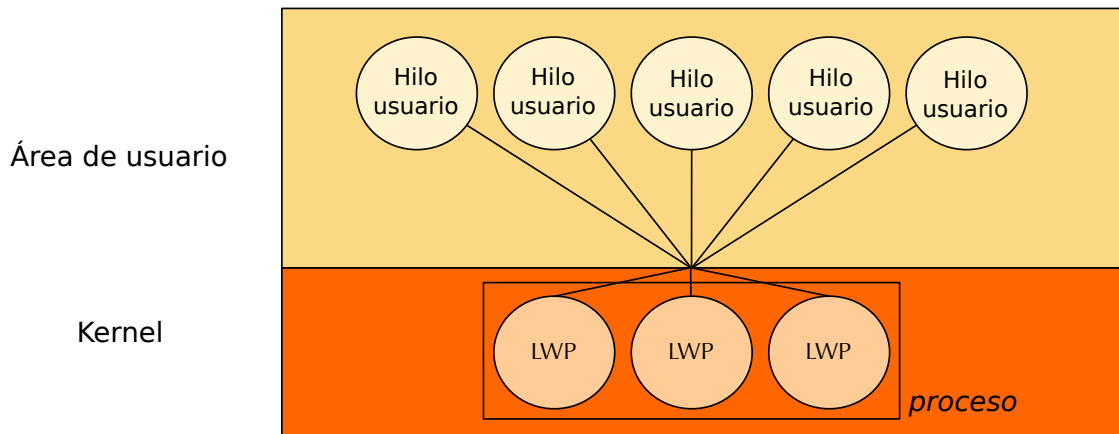 Hilo
usuario
Hilo
usuario
Hilo
usuario
Hilo
usuario
Hilo
usuario
Área de usuario
Kernel
LWP
LWP
LWP
proceso